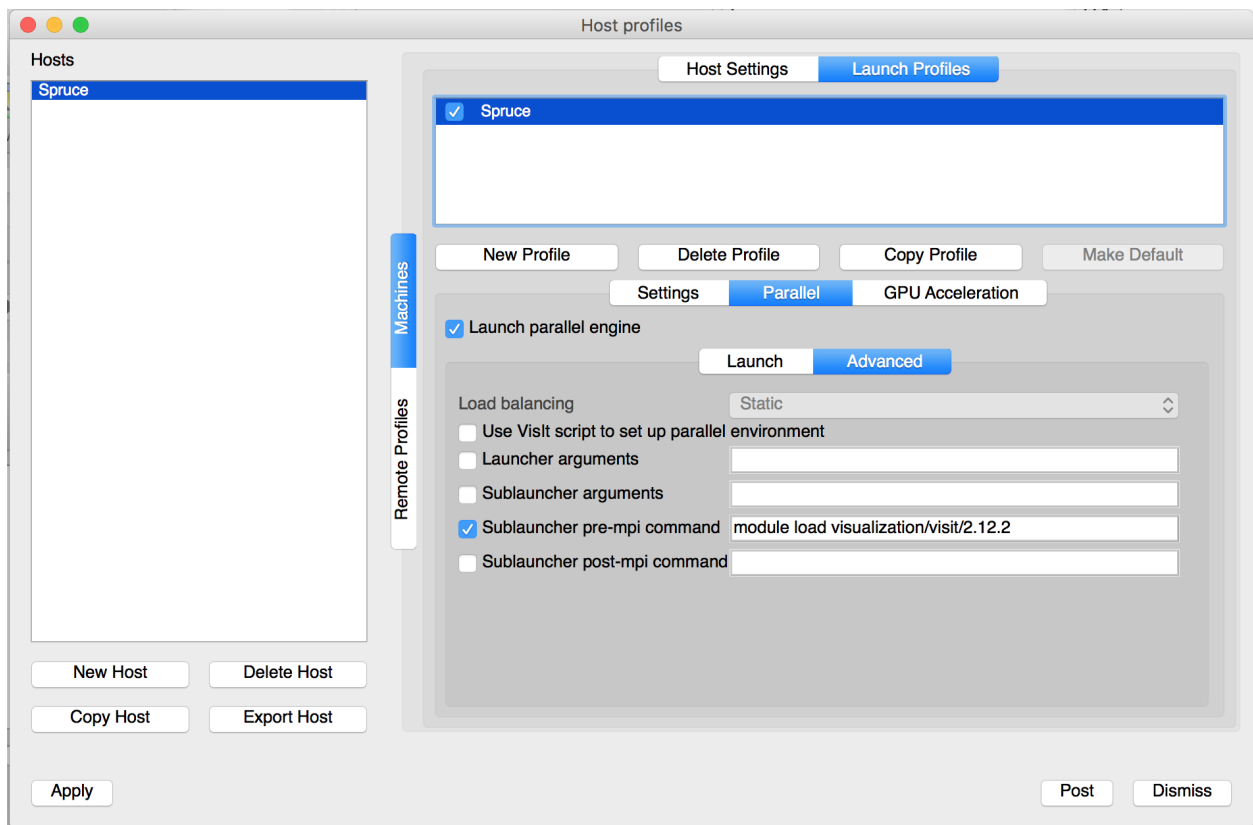 Host profiles
Hosts
Spruce
Host Settings
Launch Profiles
Spruce
New Profile
Delete Profile
Copy Profile
Make Default
Machines
Remote Profiles
Settings
Parallel
GPU Acceleration
Launch parallel engine
Launch
Advanced
Load balancing
Static
Use VisIt script to set up parallel environment
Launcher arguments
Sublauncher arguments
Sublauncher pre-mpi command
module load visualization/visit/2.12.2
Sublauncher post-mpi command
New Host
Delete Host
Copy Host
Export Host
Apply
Post
Dismiss